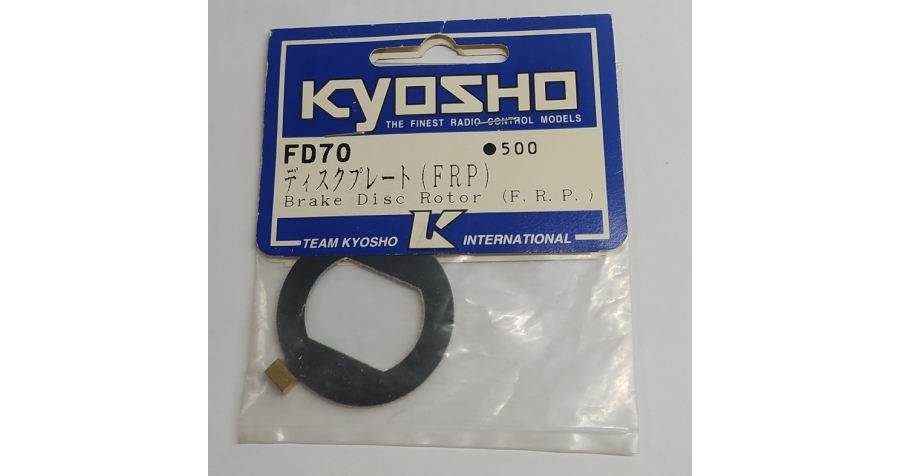 KYOSHO
THE FINEST RADIO CONTROL MODELS
FD70 ●500
ディスクプレート(FRP)
Brake Disc Rotor (F.R.P.)
TEAM KYOSHO K INTERNATIONAL